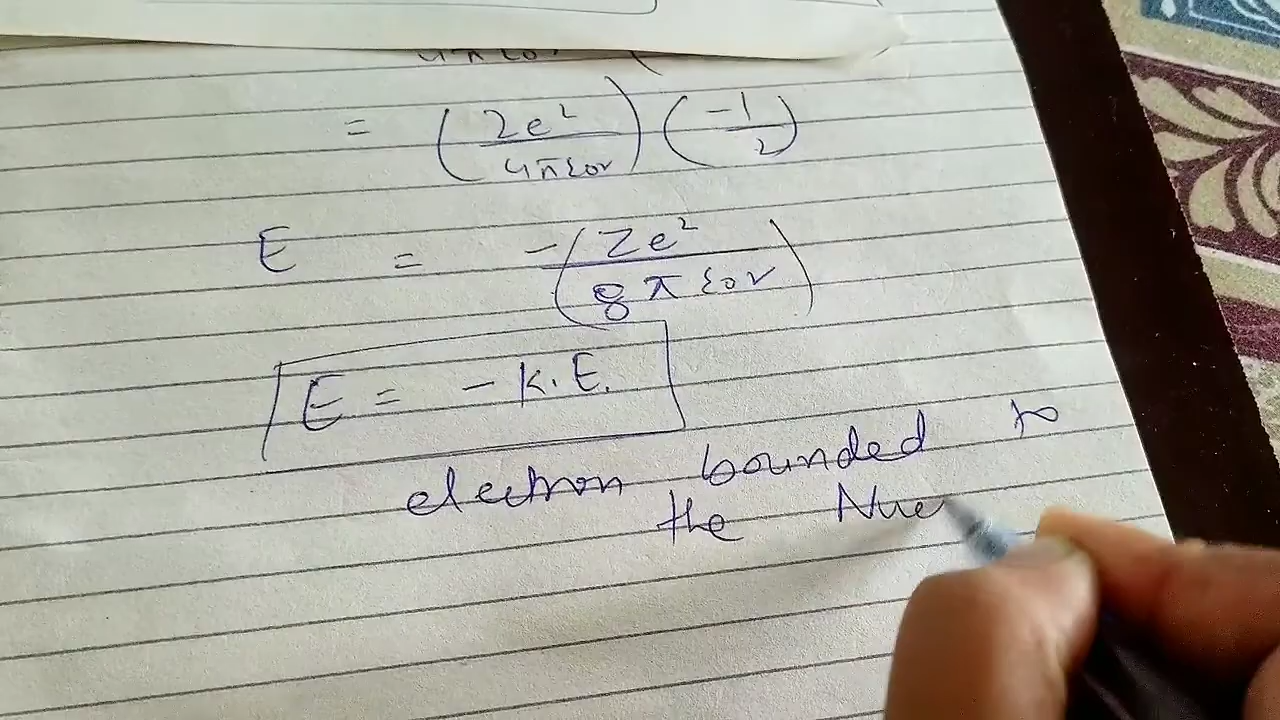 = (Ze²/4πε₀r) (-1/2)
E = -(Ze²/8πε₀r)
E = - K.E.
electron bounded to
the Nue